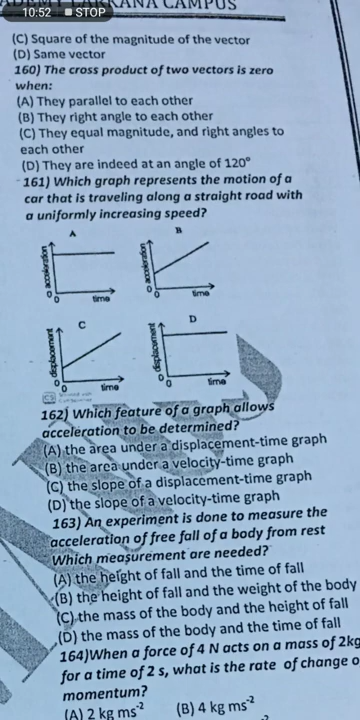 10:52 STOP
CAMPUS
(C) Square of the magnitude of the vector
(D) Same vector
160) The cross product of two vectors is zero
when:
(A) They parallel to each other
(B) They right angle to each other
(C) They equal magnitude, and right angles to
each other
(D) They are indeed at an angle of 120°
161) Which graph represents the motion of a
car that is traveling along a straight road with
a uniformly increasing speed?
A B
acceleration 0 0 time
acceleration 0 0 time
C D
displacement 0 0 time
displacement 0 0 time
162) Which feature of a graph allows
acceleration to be determined?
(A) the area under a displacement-time graph
(B) the area under a velocity-time graph
(C) the slope of a displacement-time graph
(D) the slope of a velocity-time graph
163) An experiment is done to measure the
acceleration of free fall of a body from rest
Which measurement are needed?
(A) the height of fall and the time of fall
(B) the height of fall and the weight of the body
(C) the mass of the body and the height of fall
(D) the mass of the body and the time of fall
164)When a force of 4 N acts on a mass of 2kg
for a time of 2 s, what is the rate of change o
momentum?
(A) 2 kg ms⁻² (B) 4 kg ms⁻²